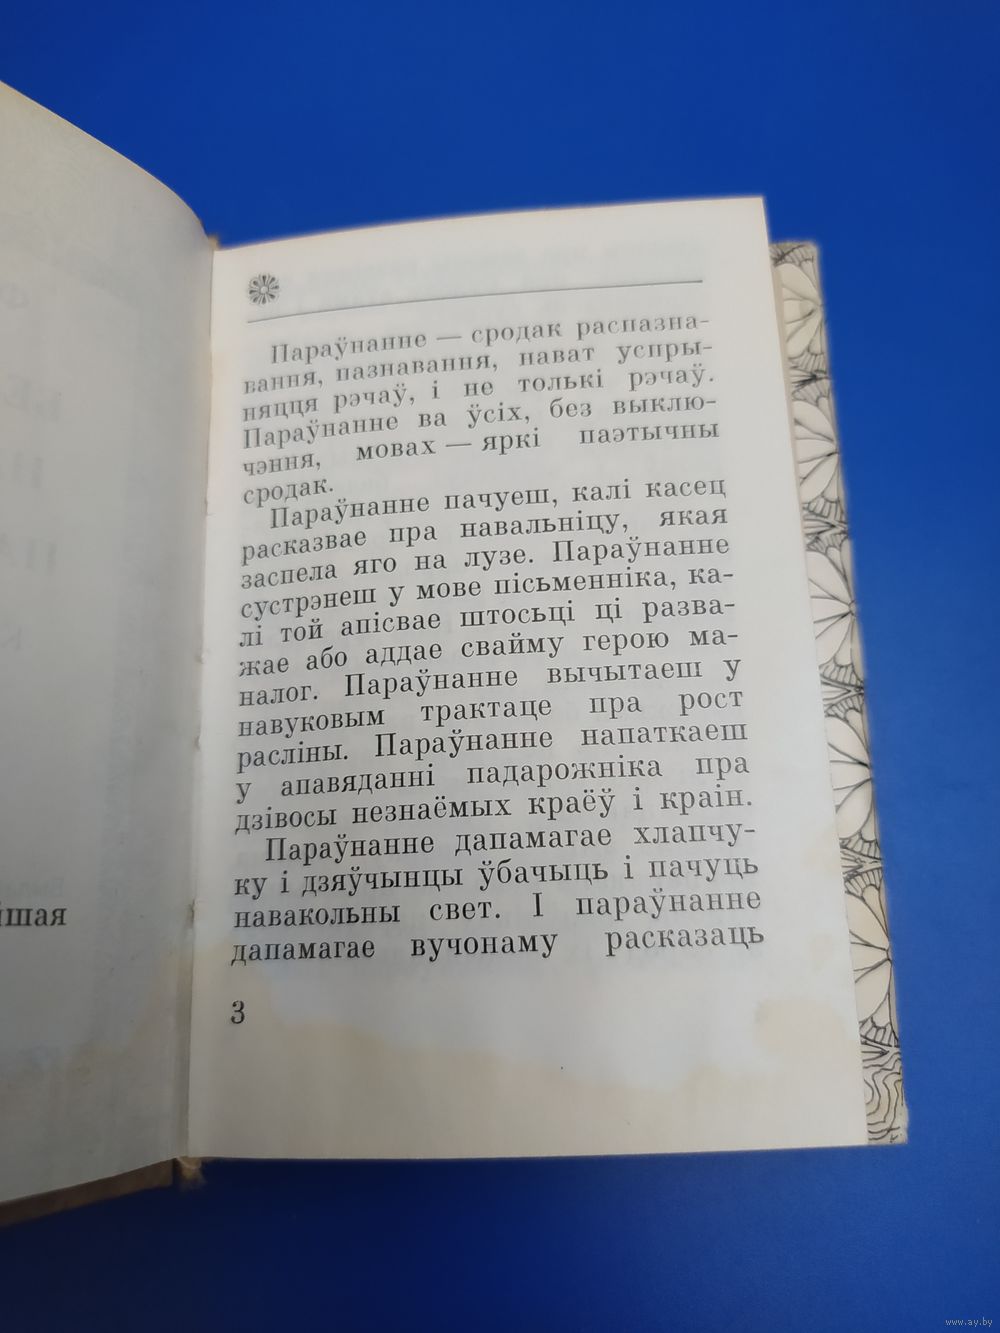 йшая
Параўнанне — сродак распазна-
вання, пазнавання, нават успры-
няцця рэчаў, і не толькі рэчаў.
Параўнанне ва ўсіх, без выклю-
чэння, мовах — яркі паэтычны
сродак.
Параўнанне пачуеш, калі касец
расказвае пра навальніцу, якая
заспела яго на лузе. Параўнанне
сустрэнеш у мове пісьменніка, ка-
лі той апісвае штосьці ці разва-
жае або аддае свайму герою ма-
налог. Параўнанне вычытаеш у
навуковым трактаце пра рост
расліны. Параўнанне напаткаеш
у апавяданні падарожніка пра
дзівосы незнаёмых краёў і краін.
Параўнанне дапамагае хлапчу-
ку і дзяўчынцы ўбачыць і пачуць
навакольны свет. І параўнанне
дапамагае вучонаму расказаць
3
www.ay.by